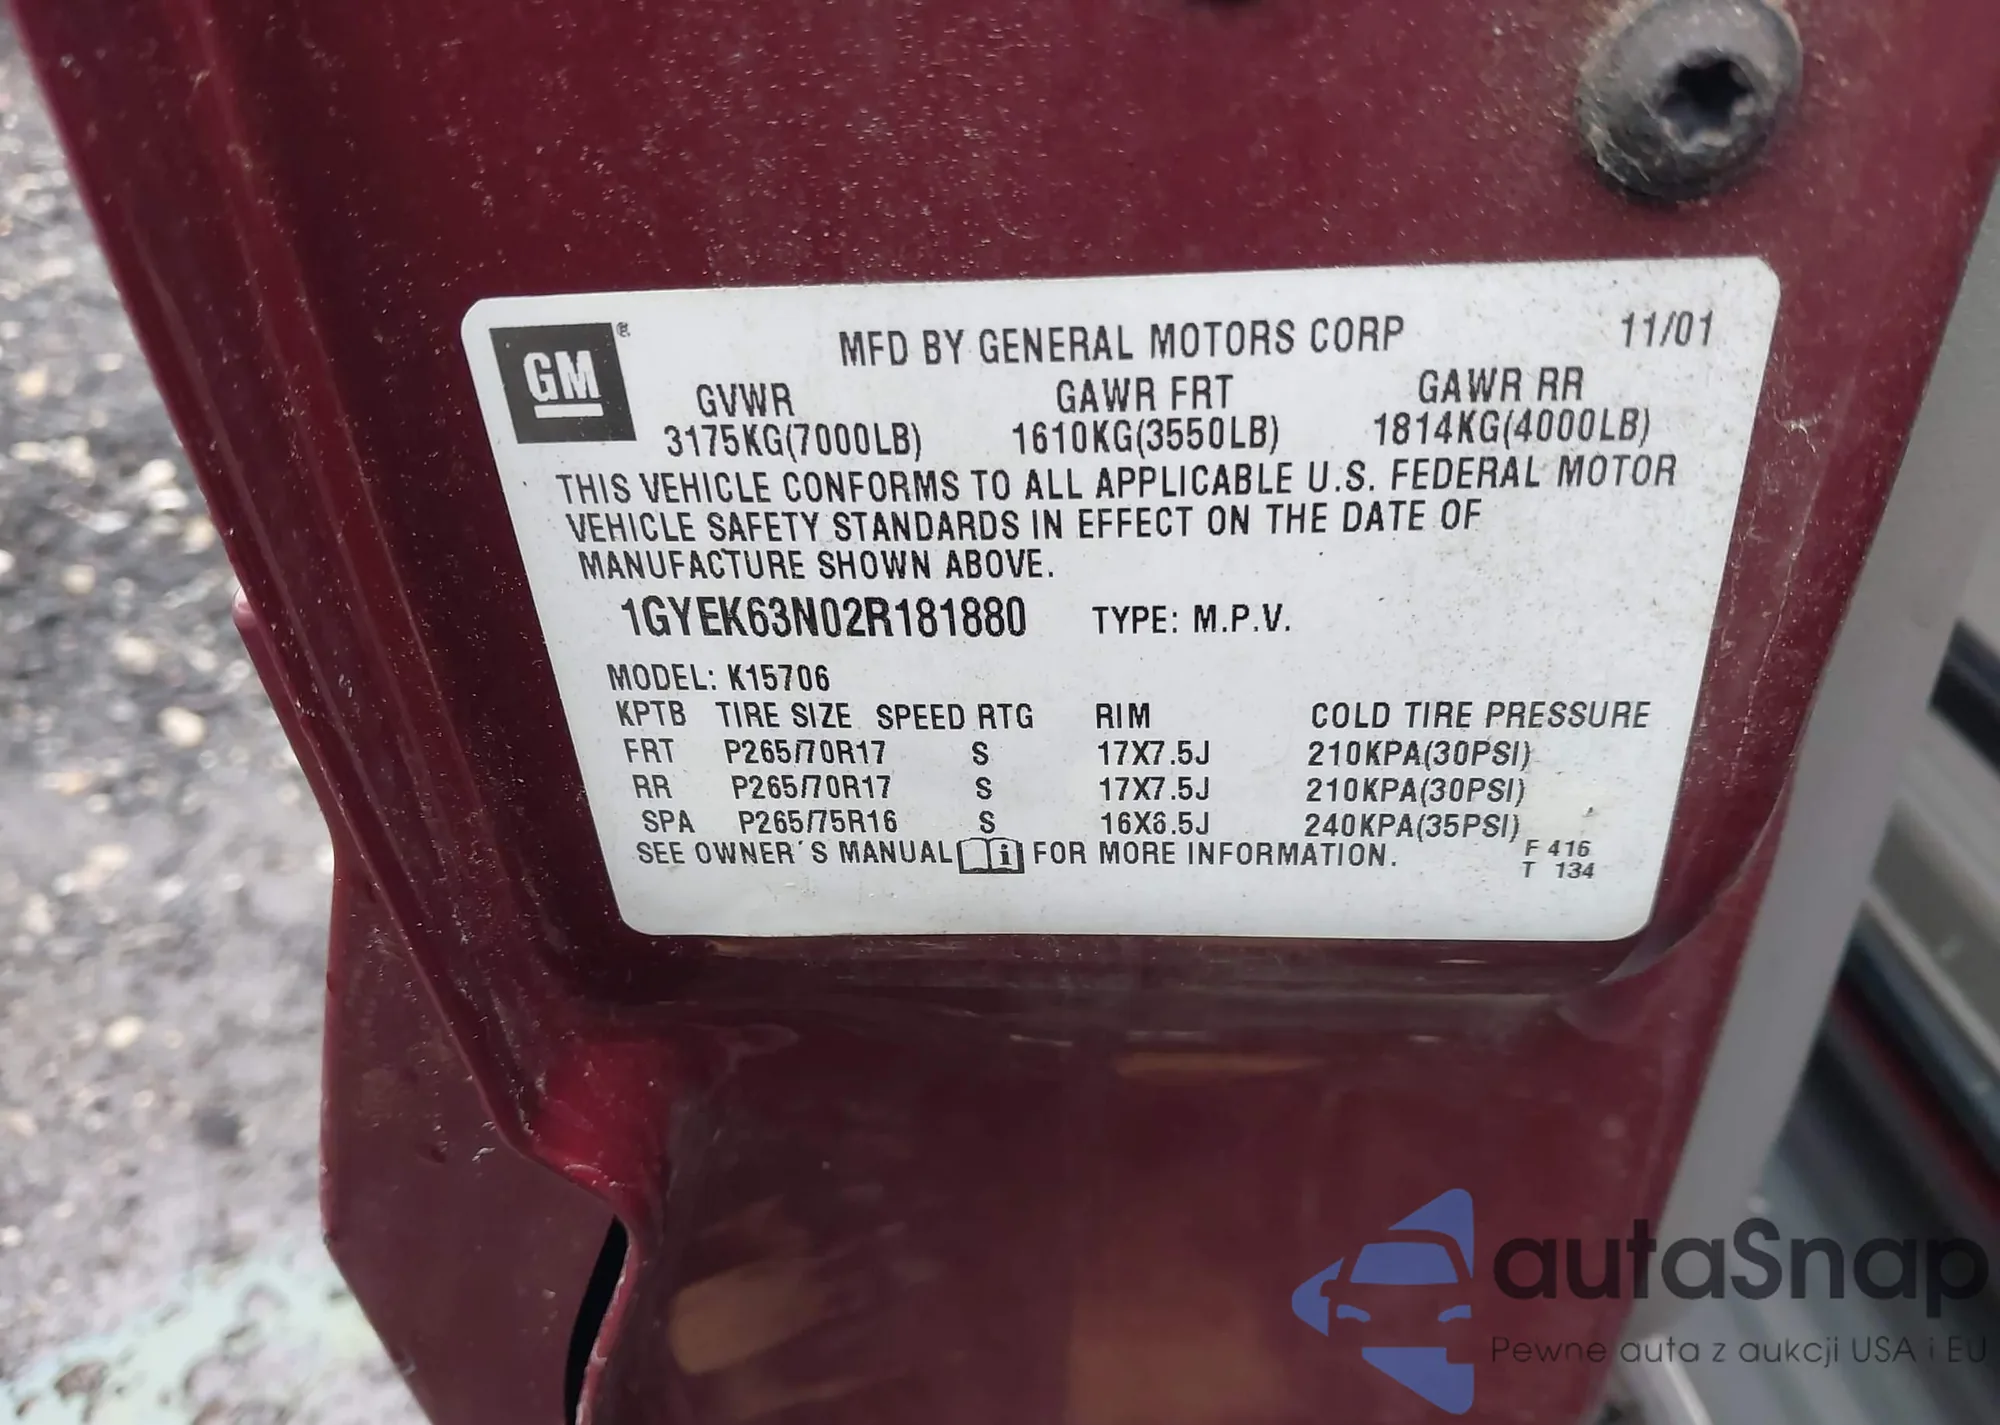 GM ®
MFD BY GENERAL MOTORS CORP 11/01
GVWR GAWR FRT GAWR RR
3175KG(7000LB) 1610KG(3550LB) 1814KG(4000LB)
THIS VEHICLE CONFORMS TO ALL APPLICABLE U.S. FEDERAL MOTOR
VEHICLE SAFETY STANDARDS IN EFFECT ON THE DATE OF
MANUFACTURE SHOWN ABOVE.
1GYEK63N02R181880 TYPE: M.P.V.
MODEL: K15706
KPTB TIRE SIZE SPEED RTG RIM COLD TIRE PRESSURE
FRT P265/70R17 S 17X7.5J 210KPA(30PSI)
RR P265/70R17 S 17X7.5J 210KPA(30PSI)
SPA P265/75R16 S 16X6.5J 240KPA(35PSI)
SEE OWNER'S MANUAL i FOR MORE INFORMATION.
F 416
T 134
autaSnap
Pewne auta z aukcji USA i EU